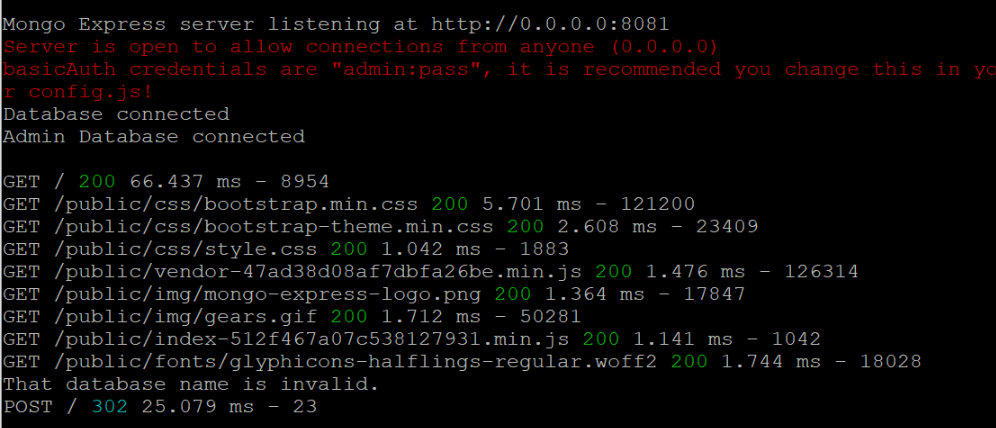 Mongo Express server listening at http://0.0.0.0:8081
Server is open to allow connections from anyone (0.0.0.0)
basicAuth credentials are "admin:pass", it is recommended you change this in yo
r config.js!
Database connected
Admin Database connected
GET / 200 66.437 ms - 8954
GET /public/css/bootstrap.min.css 200 5.701 ms - 121200
GET /public/css/bootstrap-theme.min.css 200 2.608 ms - 23409
GET /public/css/style.css 200 1.042 ms - 1883
GET /public/vendor-47ad38d08af7dbfa26be.min.js 200 1.476 ms - 126314
GET /public/img/mongo-express-logo.png 200 1.364 ms - 17847
GET /public/img/gears.gif 200 1.712 ms - 50281
GET /public/index-512f467a07c538127931.min.js 200 1.141 ms - 1042
GET /public/fonts/glyphicons-halflings-regular.woff2 200 1.744 ms - 18028
That database name is invalid.
POST / 302 25.079 ms - 23